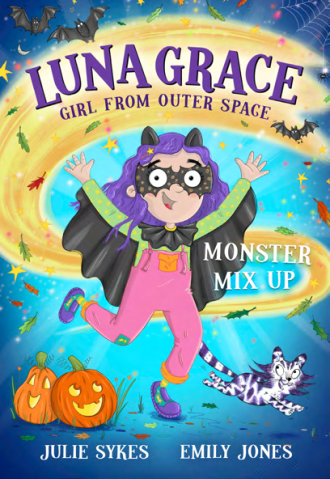 LUNA GRACE
GIRL FROM OUTER SPACE
MONSTER
MIX UP
JULIE SYKES EMILY JONES